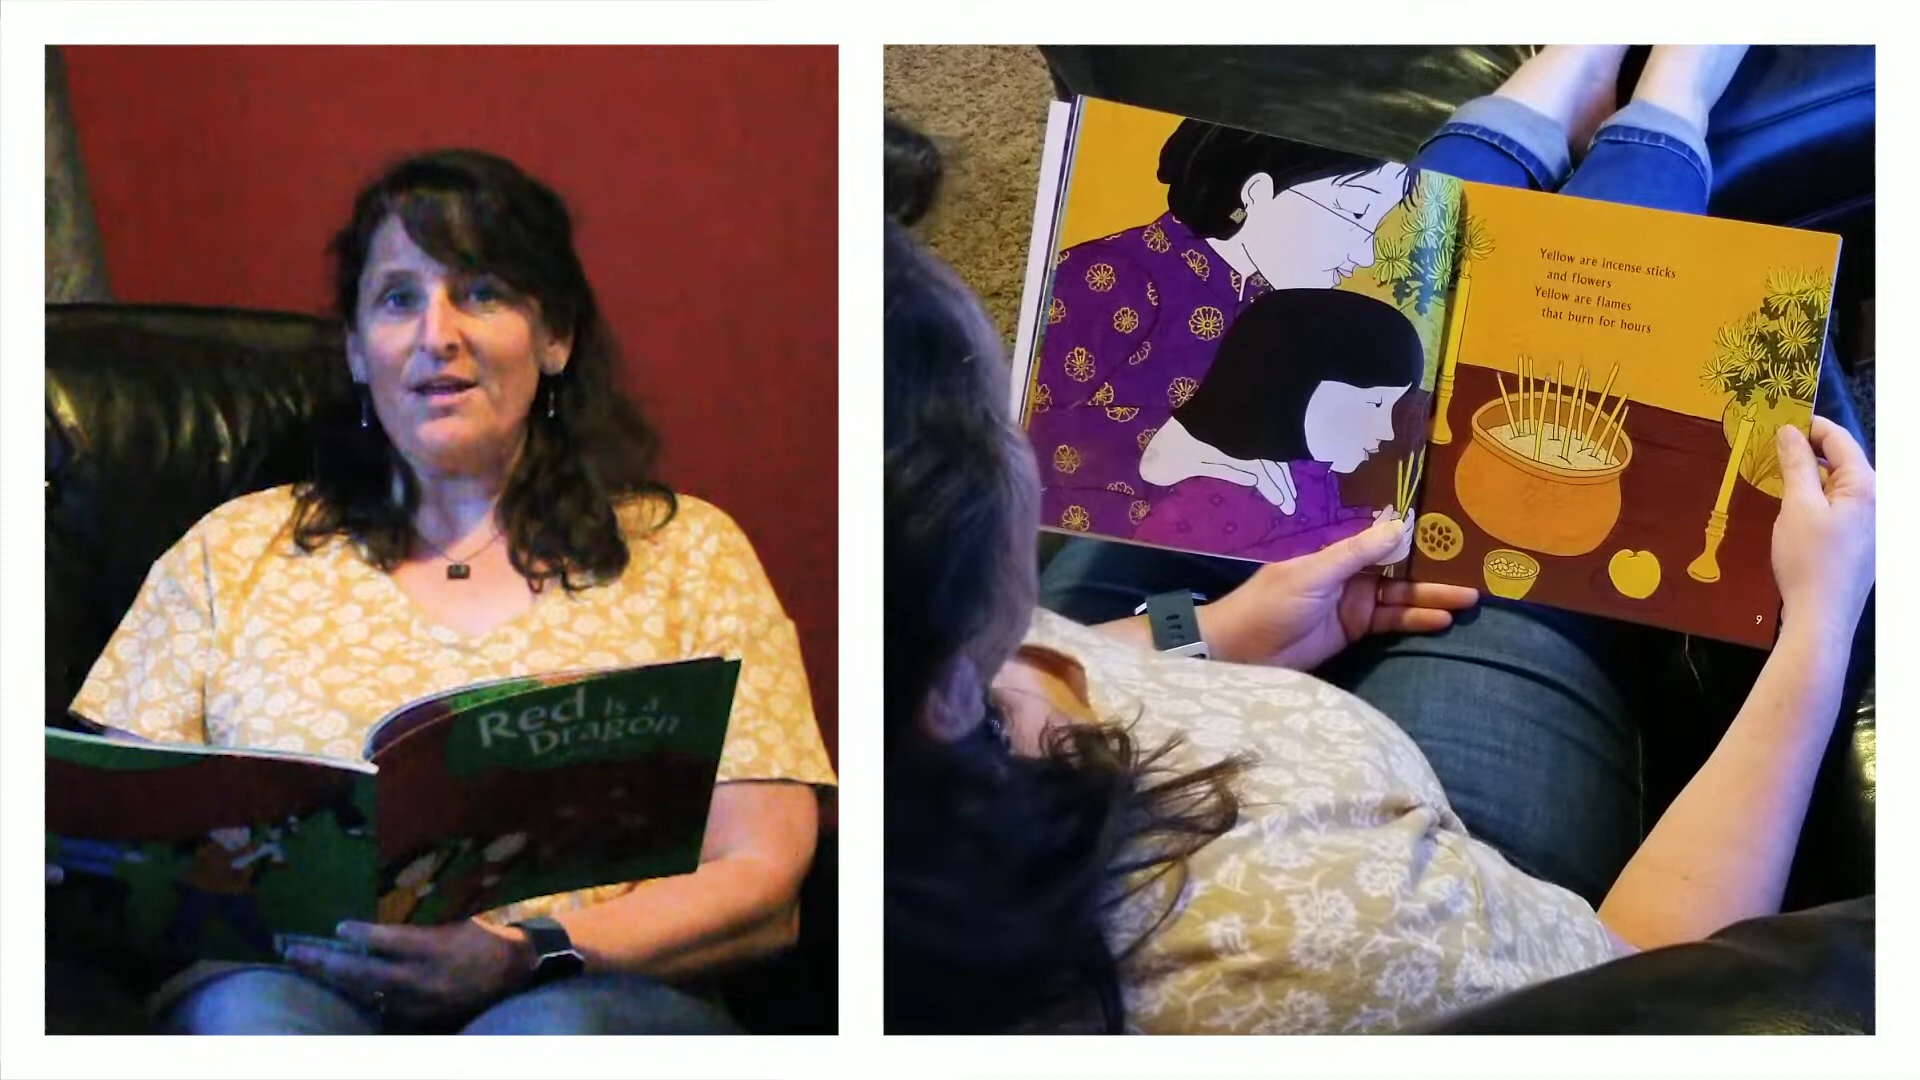 Red Is a
Dragon
Yellow are incense sticks
and flowers
Yellow are flames
that burn for hours
9